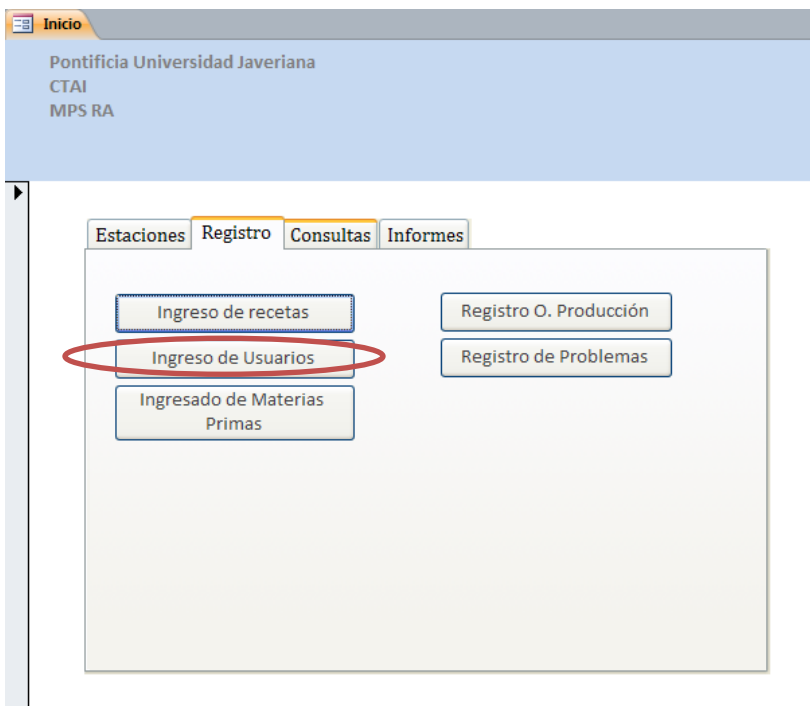 Inicio
Pontificia Universidad Javeriana
CTAI
MPS RA
Estaciones Registro Consultas Informes
Ingreso de recetas
Registro O. Producción
Ingreso de Usuarios
Registro de Problemas
Ingresado de Materias
Primas